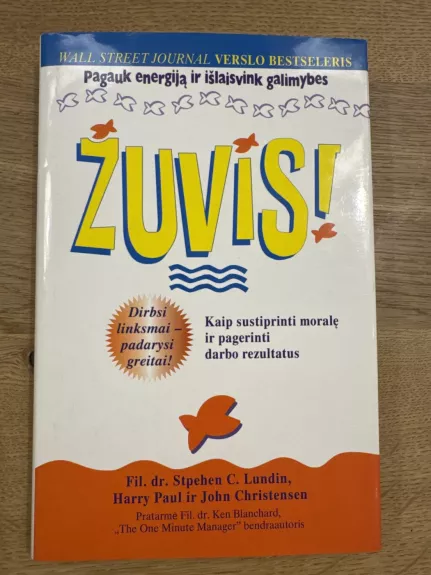 WALL STREET JOURNAL VERSLO BESTSELERIS
Pagauk energiją ir išlaisvink galimybes
ŽUVIS!
Dirbsi
linksmai –
padarysi
greitai!
Kaip sustiprinti moralę
ir pagerinti
darbo rezultatus
Fil. dr. Stpehen C. Lundin,
Harry Paul ir John Christensen
Pratarmė Fil. dr. Ken Blanchard,
„The One Minute Manager” bendraautoris